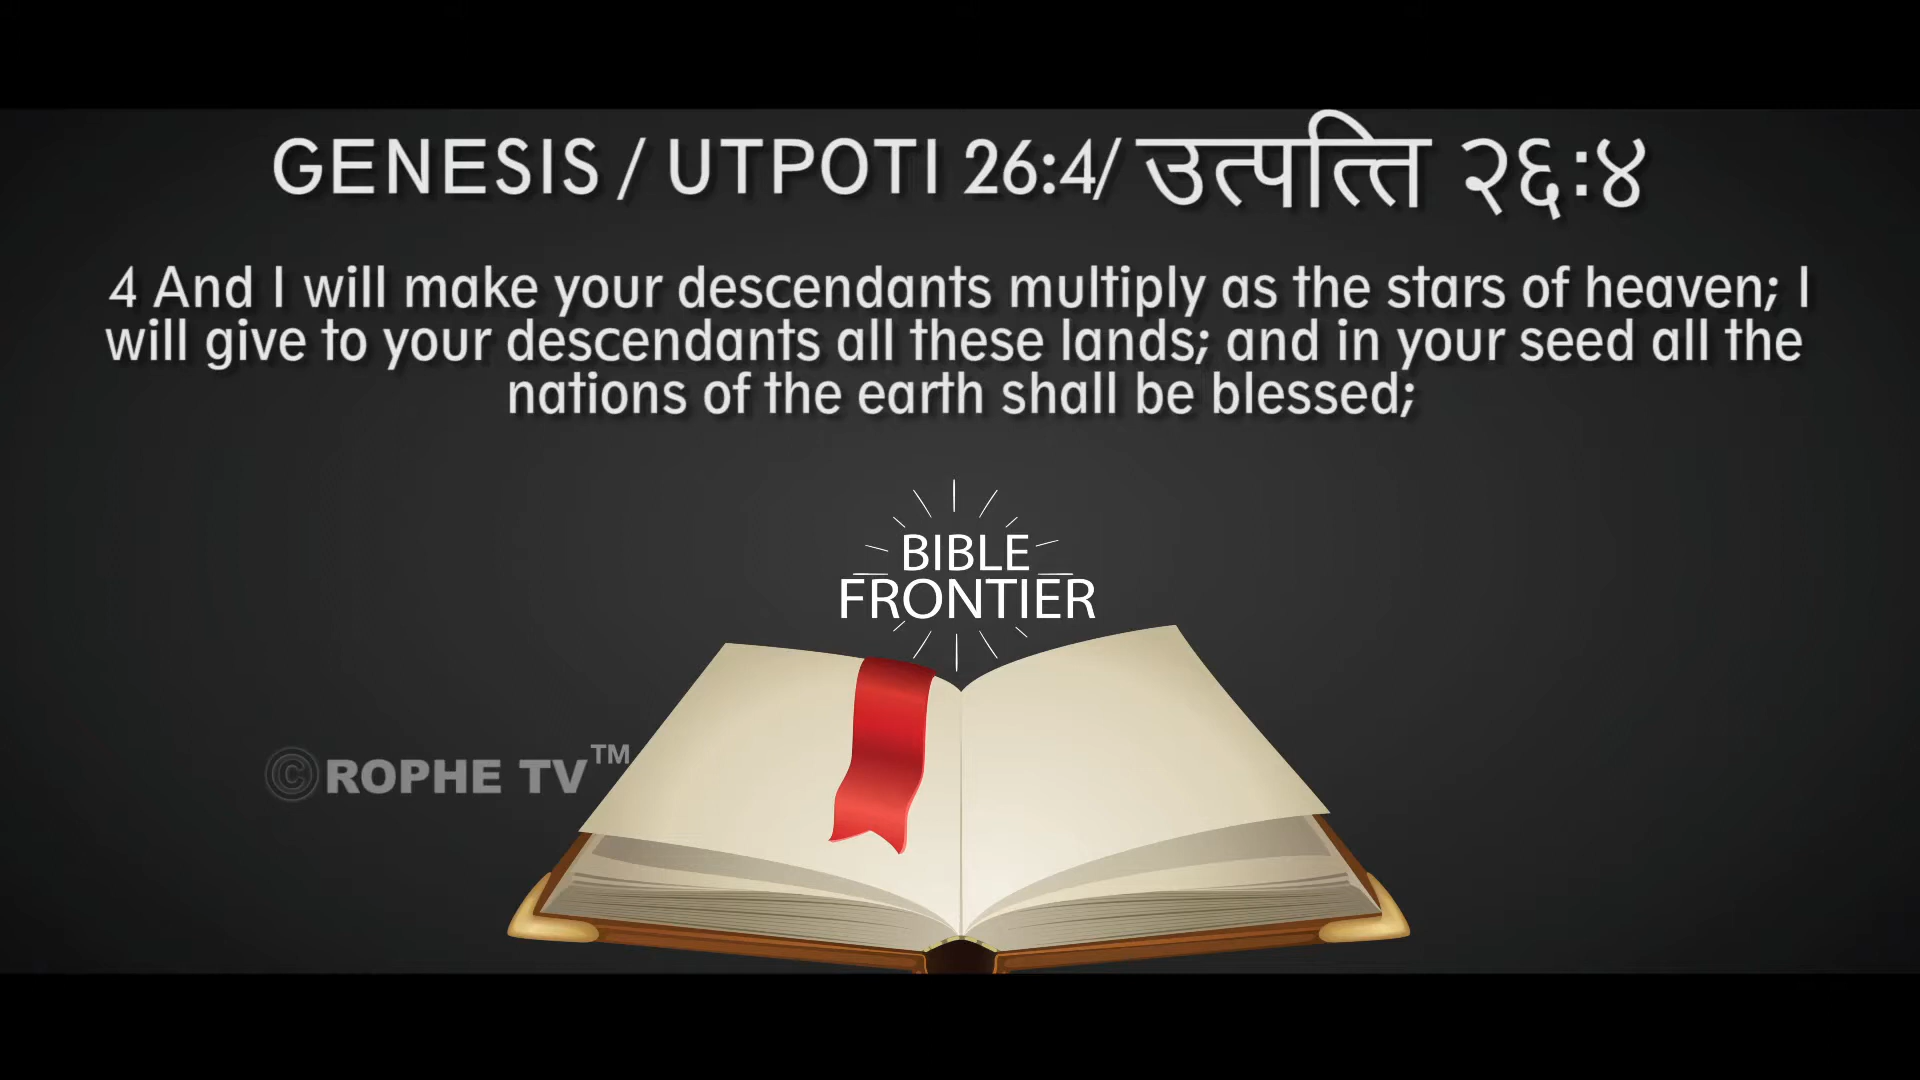 GENESIS / UTPOTI 26:4/ उत्पत्ति २६:४
4 And I will make your descendants multiply as the stars of heaven; I
will give to your descendants all these lands; and in your seed all the
nations of the earth shall be blessed;
BIBLE
FRONTIER
©ROPHE TV™